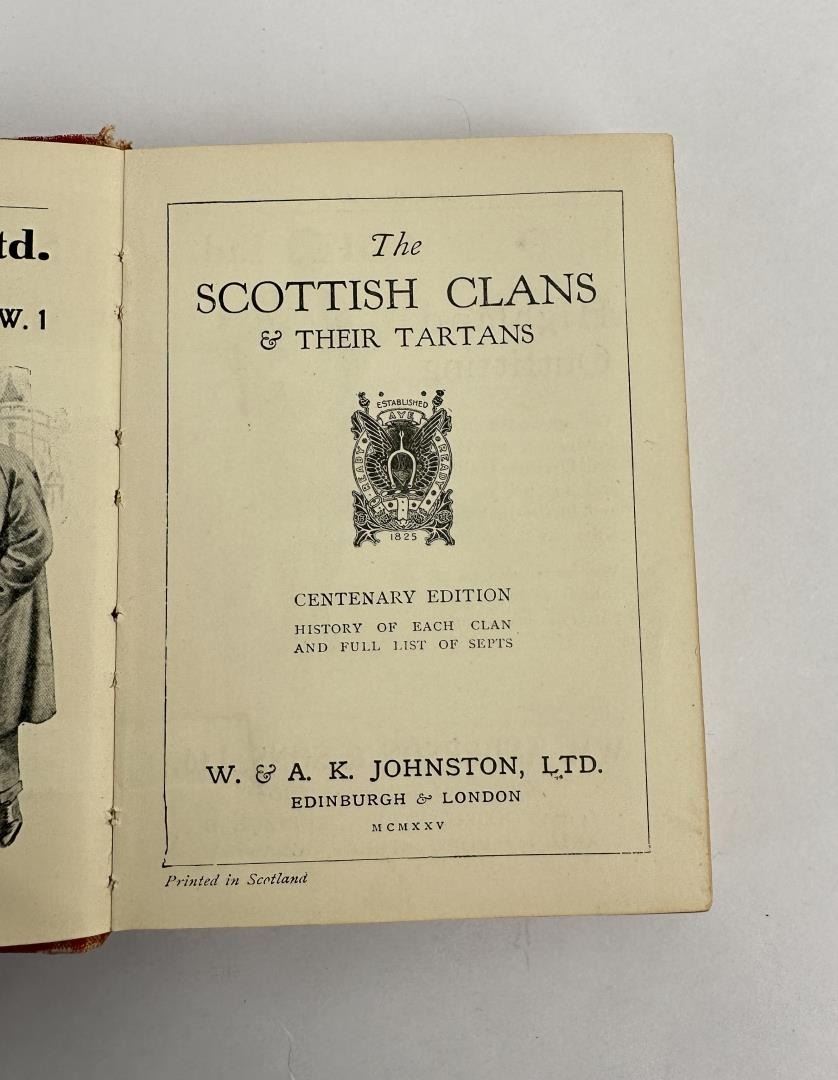 td.
W. 1
The
SCOTTISH CLANS
& THEIR TARTANS
ESTABLISHED
AYE
READY READY
1825
CENTENARY EDITION
HISTORY OF EACH CLAN
AND FULL LIST OF SEPTS
W. & A. K. JOHNSTON, LTD.
EDINBURGH & LONDON
MCMXXV
Printed in Scotland